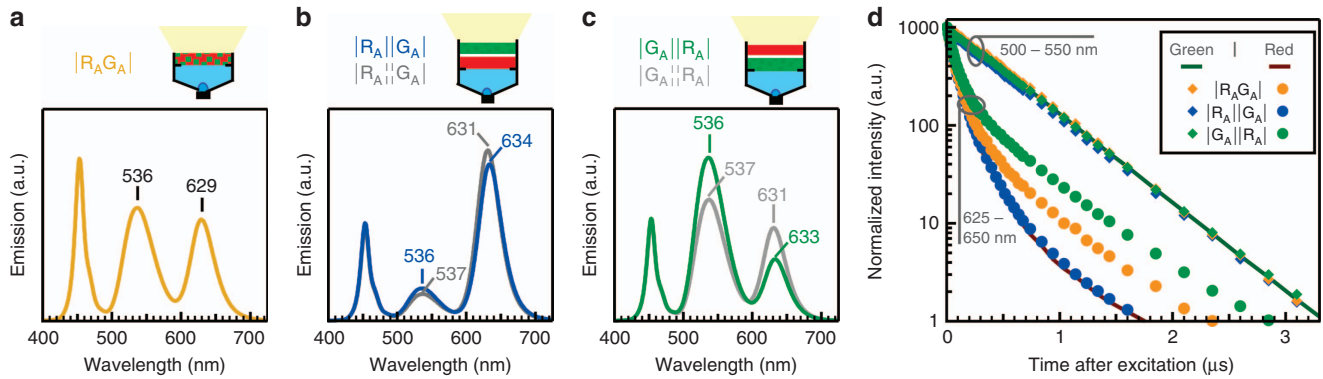 a
|RAGA|
Emission (a.u.)
536
629
400 500 600 700
Wavelength (nm)
b
|RA||GA|
|RA¦¦GA|
Emission (a.u.)
536
537
631
634
400 500 600 700
Wavelength (nm)
c
|GA||RA|
|GA¦¦RA|
Emission (a.u.)
536
537
631
633
400 500 600 700
Wavelength (nm)
d
Normalized intensity (a.u.)
1000
100
10
1
500 – 550 nm
625 –
650 nm
Green | Red
|RAGA|
|RA||GA|
|GA||RA|
0 1 2 3
Time after excitation (μs)